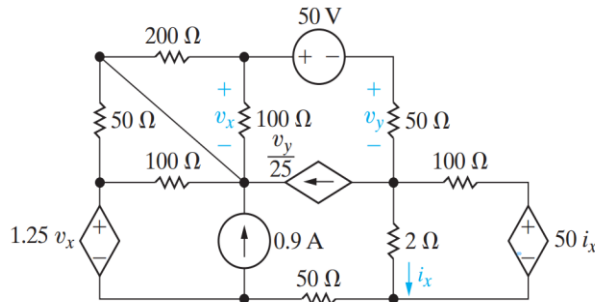 50 V
200 Ω
+ −
+ +
50 Ω v_x 100 Ω v_y 50 Ω
− −
v_y/25
100 Ω 100 Ω
+ +
1.25 v_x 0.9 A 2 Ω 50 i_x
− −
50 Ω i_x